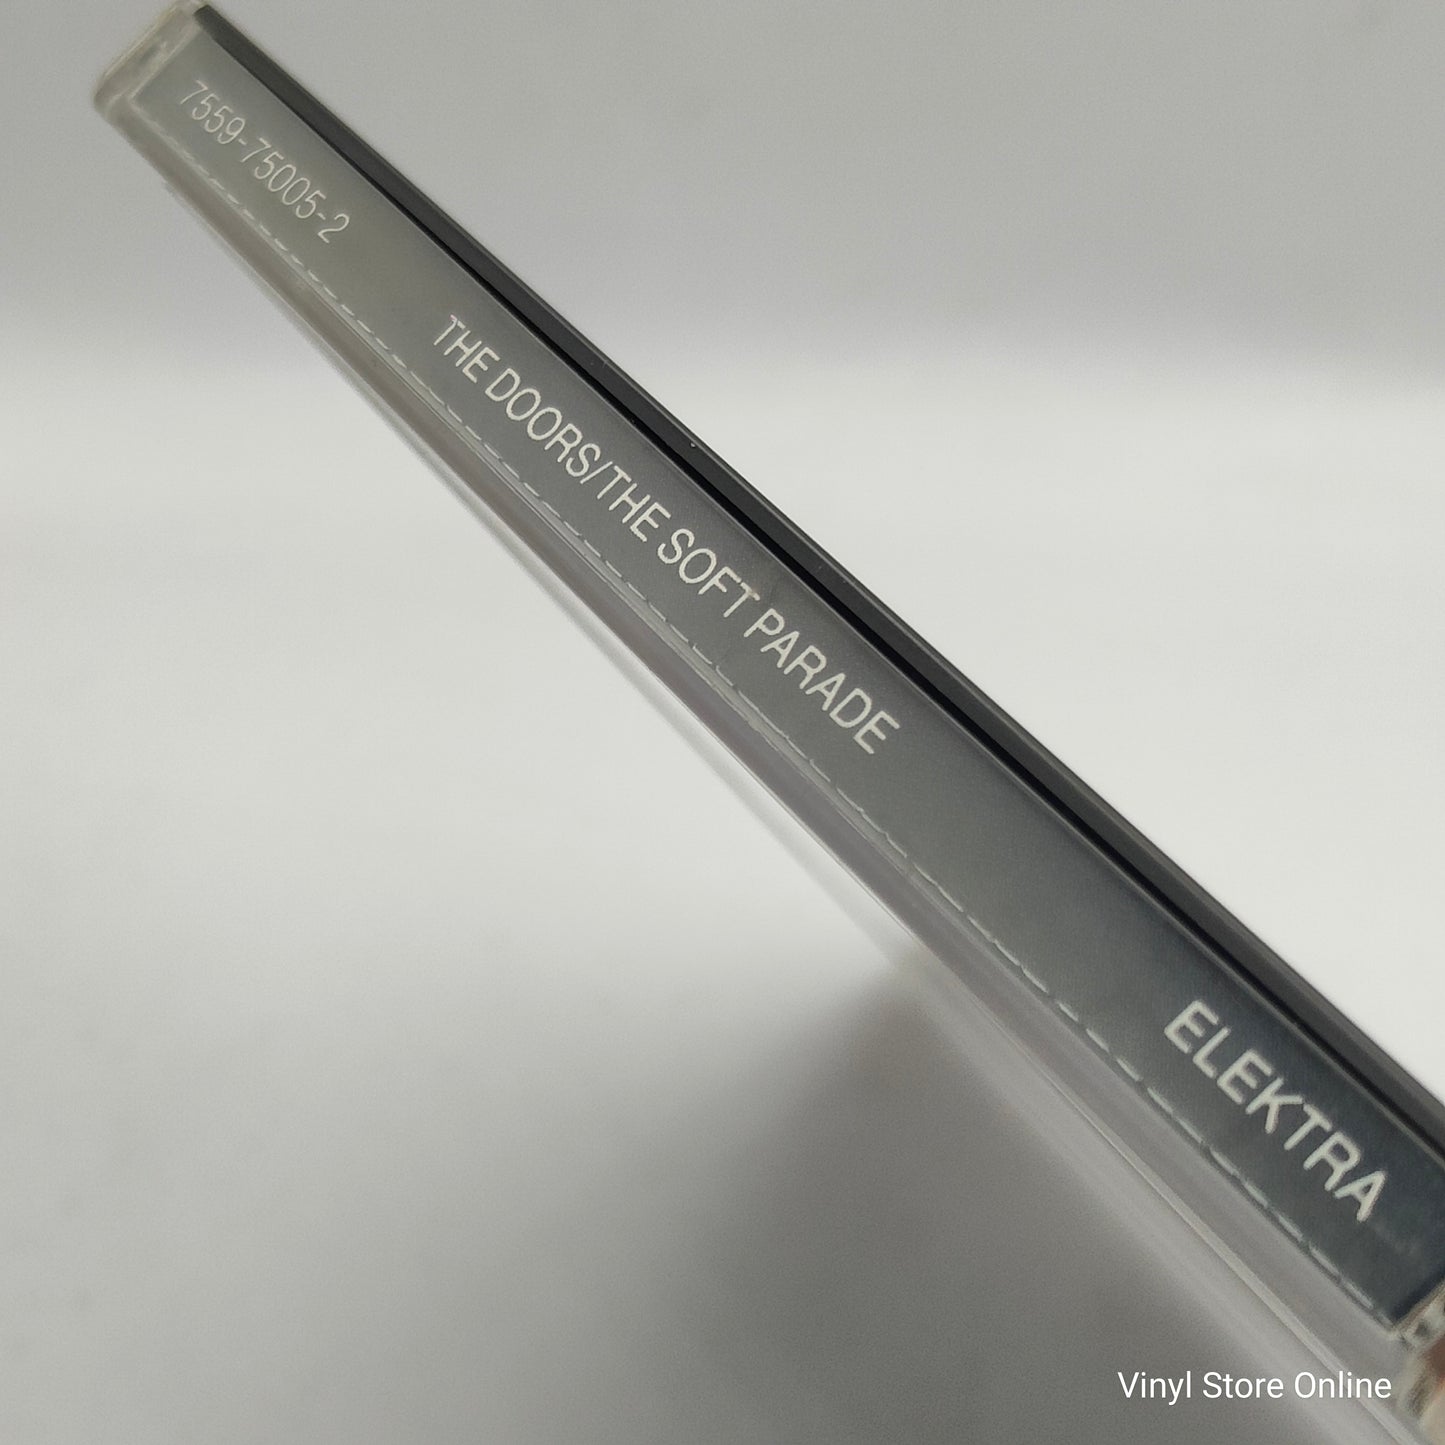 7559-75005-2
THE DOORS/THE SOFT PARADE
ELEKTRA
Vinyl Store Online